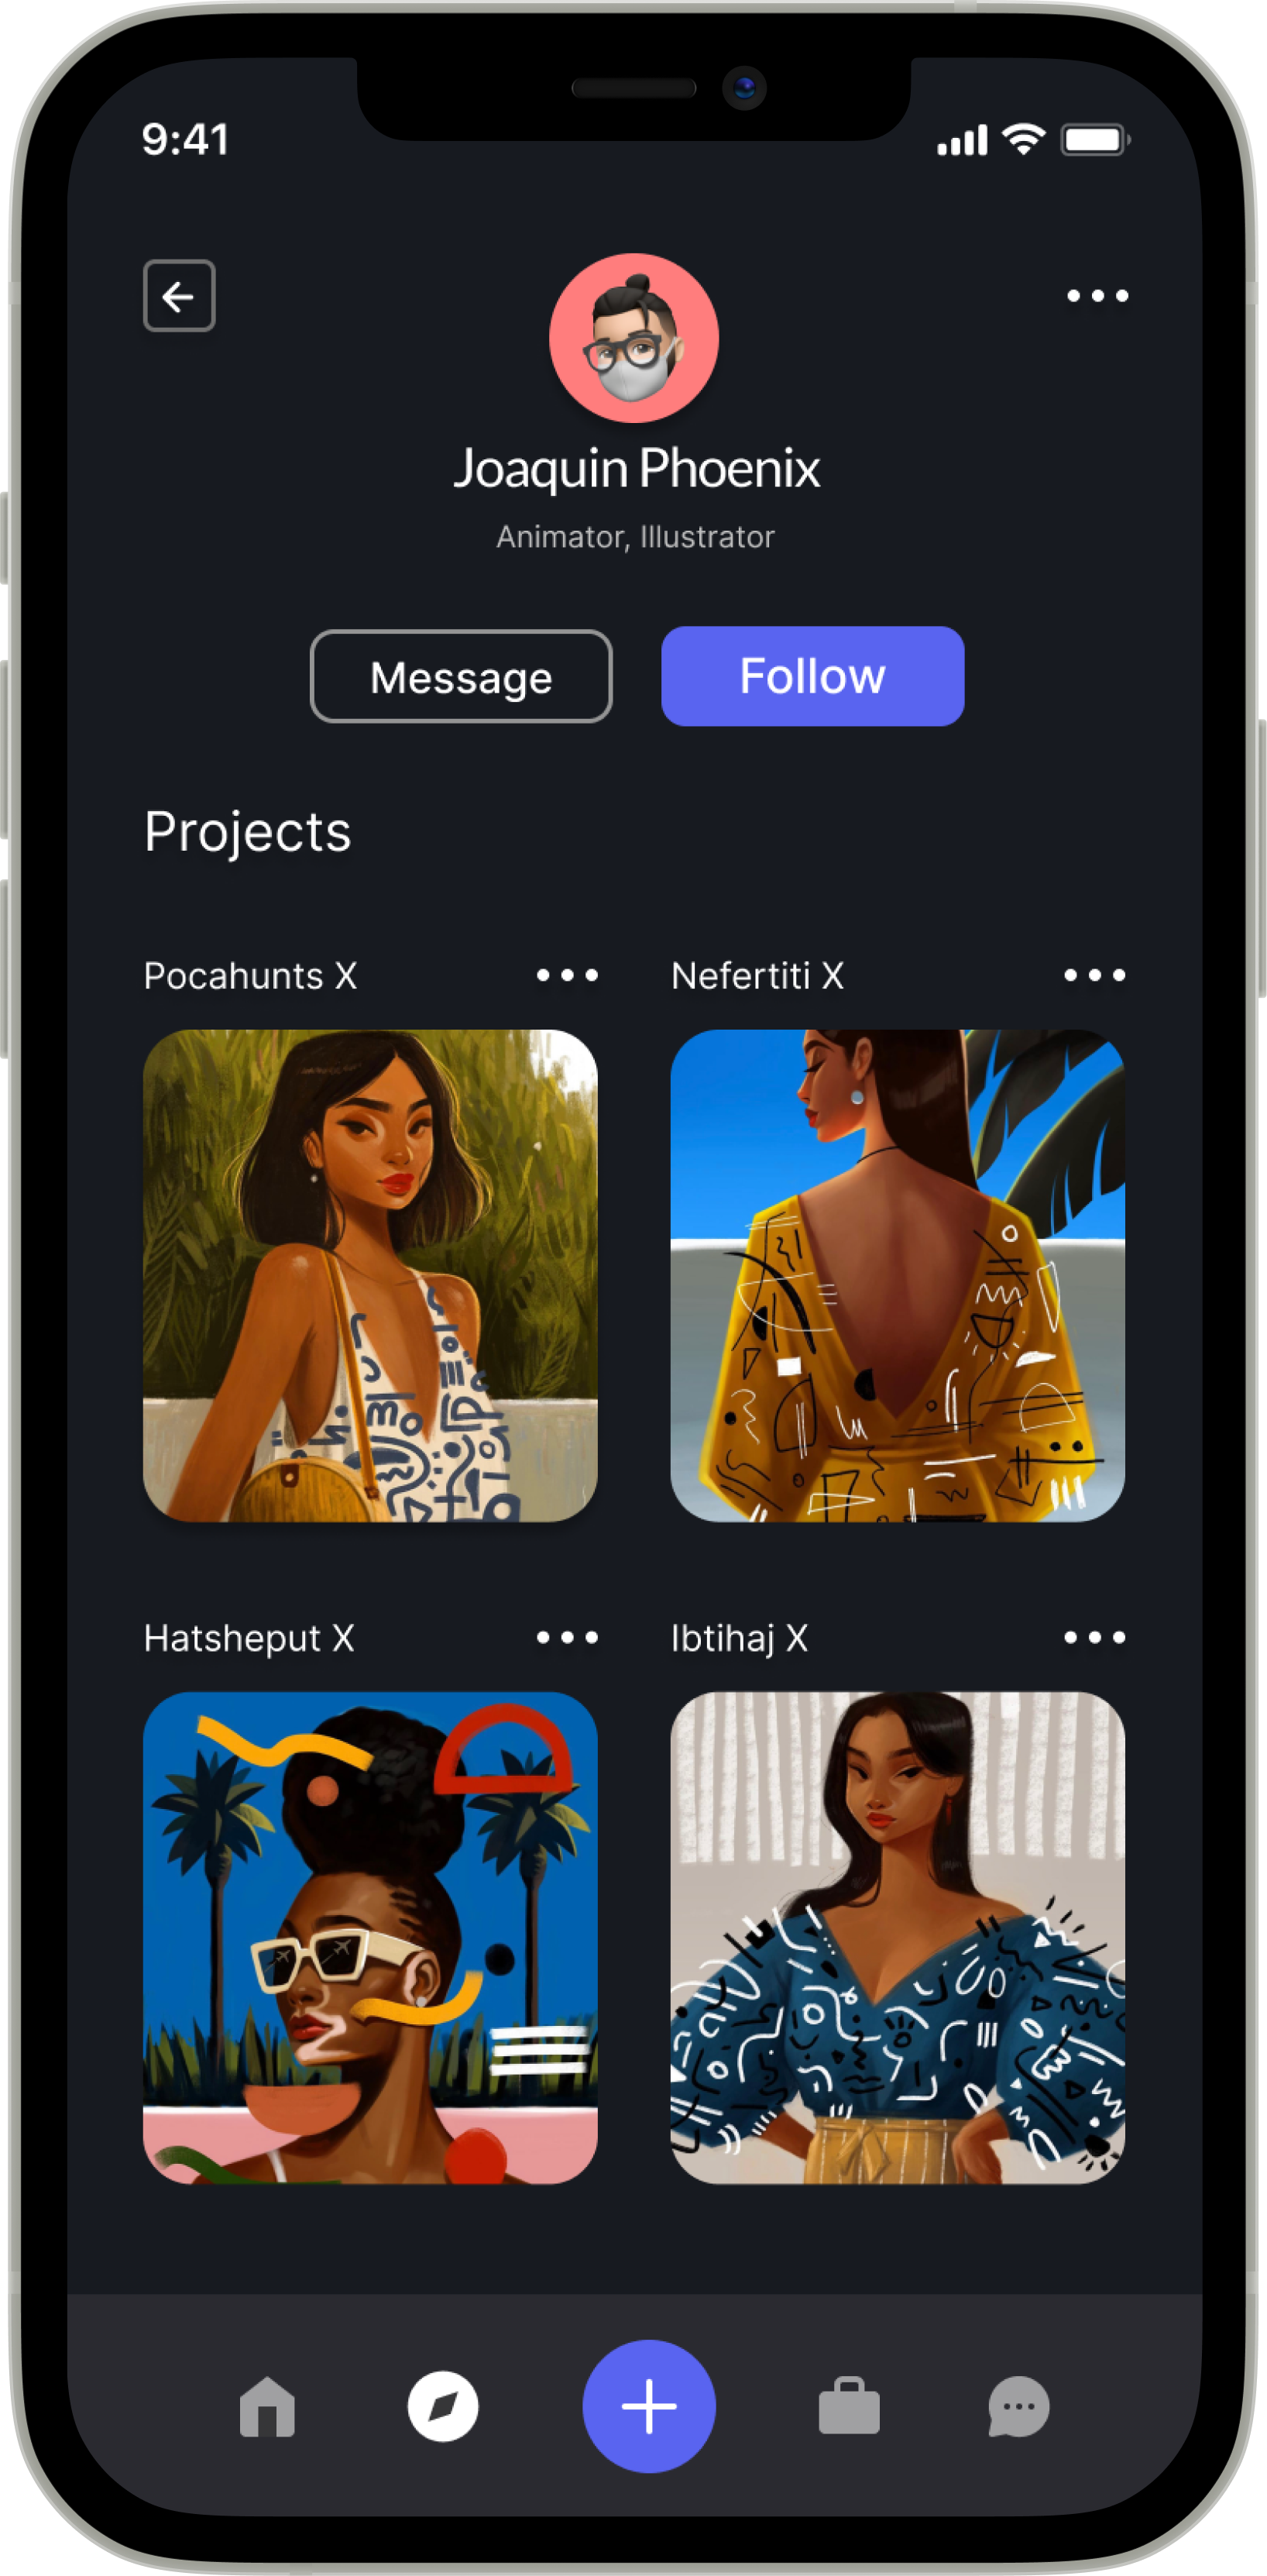 9:41
Joaquin Phoenix
Animator, Illustrator
Message Follow
Projects
Pocahunts X Nefertiti X
Hatsheput X Ibtihaj X